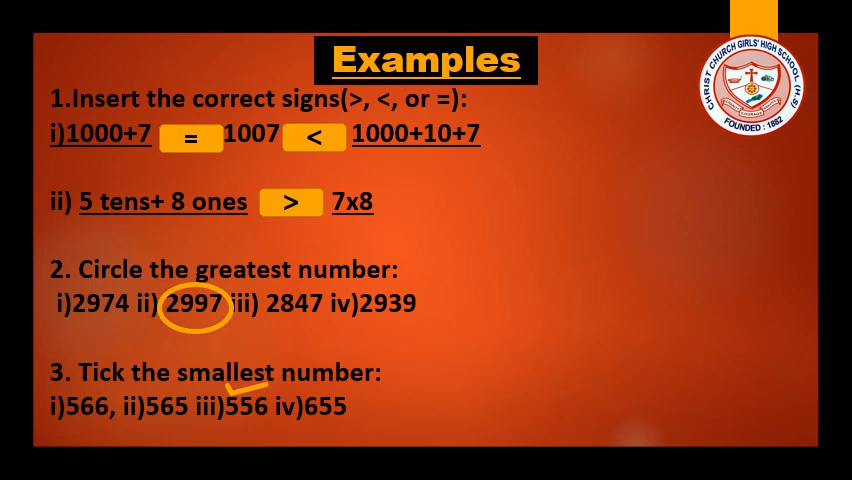 Examples
CHRIST CHURCH GIRLS' HIGH SCHOOL (H.S)
FOUNDED : 1882
1.Insert the correct signs(>, <, or =):
i)1000+7 = 1007 < 1000+10+7
ii) 5 tens+ 8 ones > 7x8
2. Circle the greatest number:
i)2974 ii) 2997 iii) 2847 iv)2939
3. Tick the smallest number:
i)566, ii)565 iii)556 iv)655